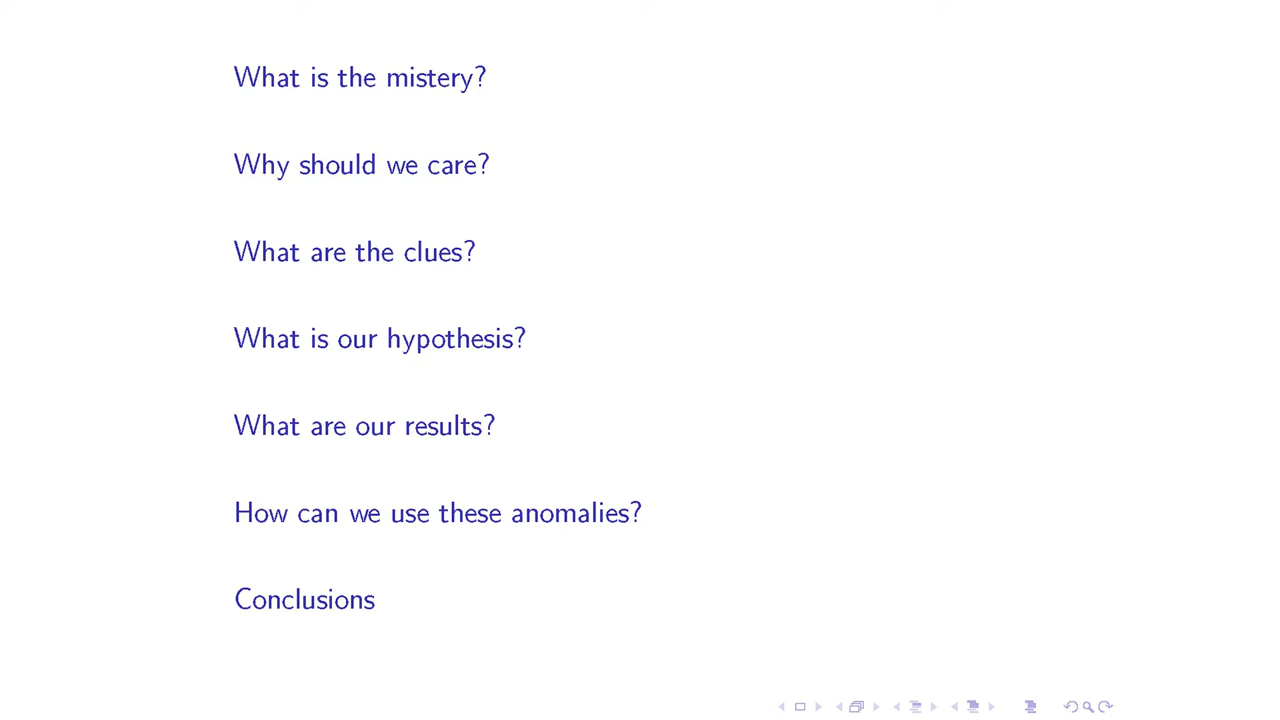 What is the mistery?
Why should we care?
What are the clues?
What is our hypothesis?
What are our results?
How can we use these anomalies?
Conclusions